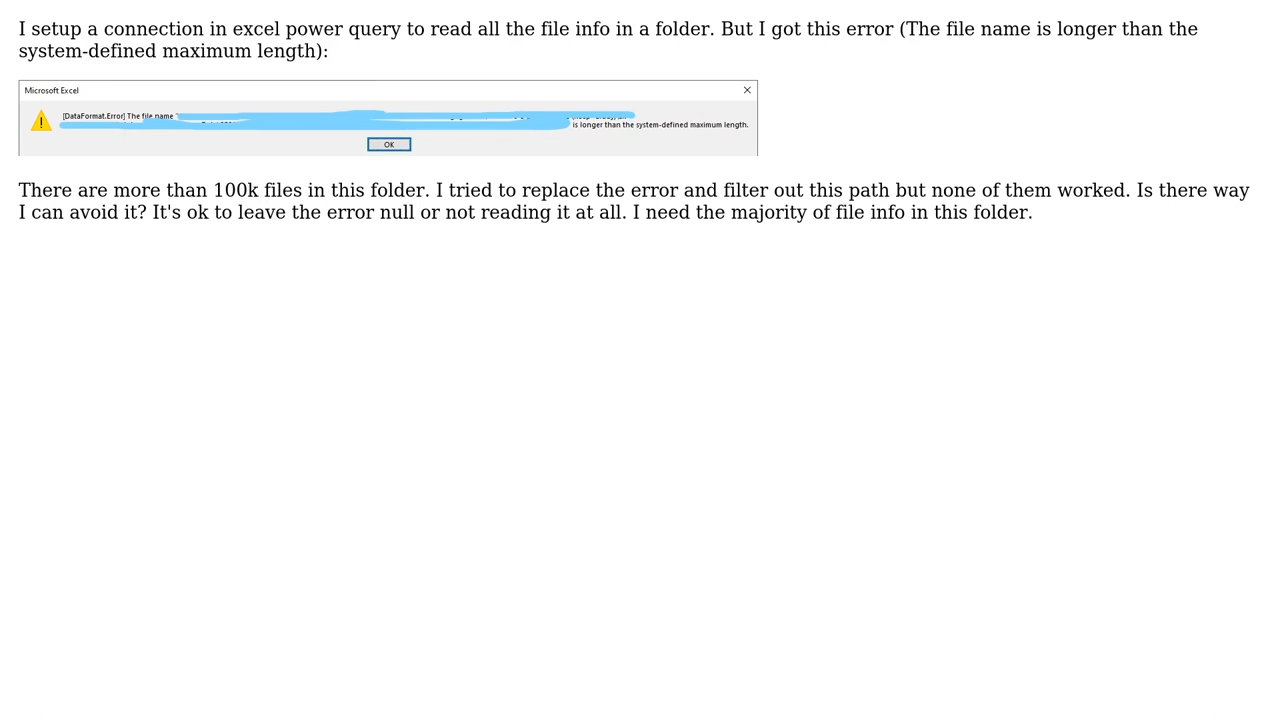 I setup a connection in excel power query to read all the file info in a folder. But I got this error (The file name is longer than the
system-defined maximum length):
Microsoft Excel
[DataFormat.Error] The file name '
is longer than the system-defined maximum length.
OK
There are more than 100k files in this folder. I tried to replace the error and filter out this path but none of them worked. Is there way
I can avoid it? It's ok to leave the error null or not reading it at all. I need the majority of file info in this folder.